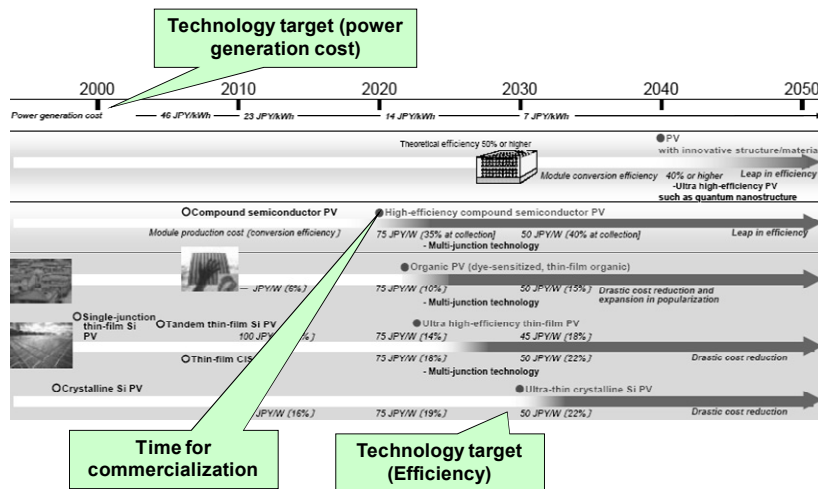 Technology target (power
generation cost)
2000 2010 2020 2030 2040 2050
Power generation cost 46 JPY/kWh 23 JPY/kWh 14 JPY/kWh 7 JPY/kWh
Theoretical efficiency 50% or higher
PV
with innovative structure/materia
Module conversion efficiency 40% or higher Leap in efficiency
-Ultra high-efficiency PV
such as quantum nanostructure
Compound semiconductor PV High-efficiency compound semiconductor PV
Module production cost (conversion efficiency) 75 JPY/W (35% at collection] 50 JPY/W (40% at collection] Leap in efficiency
- Multi-junction technology
Organic PV (dye-sensitized, thin-film organic)
JPY/W (6%) 75 JPY/W (10%) 50 JPY/W (15%) Drastic cost reduction and
expansion in popularization
- Multi-junction technology
Single-junction
thin-film Si
PV
Tandem thin-film Si PV Ultra high-efficiency thin-film PV
100 JPY/ %) 75 JPY/W (14%) 45 JPY/W (18%)
Thin-film CIS 75 JPY/W (18%) 50 JPY/W (22%) Drastic cost reduction
- Multi-junction technology
Crystalline Si PV Ultra-thin crystalline Si PV
JPY/W (16%) 75 JPY/W (19%) 50 JPY/W (22%) Drastic cost reduction
Time for
commercialization
Technology target
(Efficiency)